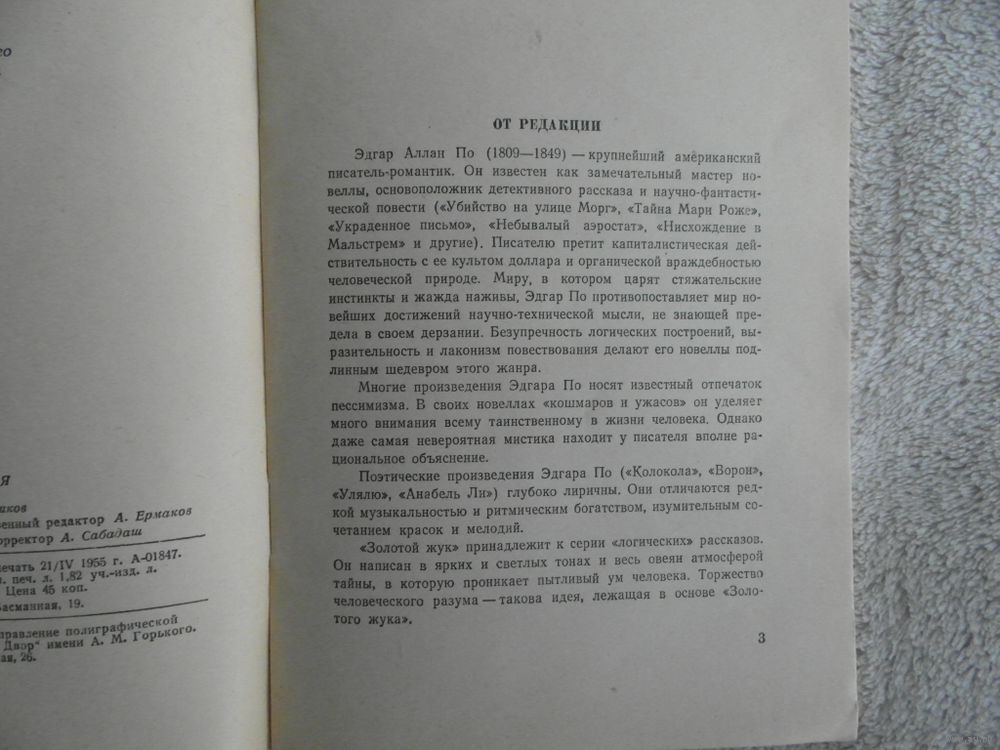 го
Я
иков
венный редактор А. Ермаков
орректор А. Сабадаш
печать 21/IV 1955 г. А-01847.
печ. л. 1,82 уч.-изд. л.
Цена 45 коп.
Басманная, 19.
правление полиграфической
Двор" имени А. М. Горького.
ая, 26.
ОТ РЕДАКЦИИ
Эдгар Аллан По (1809—1849) — крупнейший американский
писатель-романтик. Он известен как замечательный мастер но-
веллы, основоположник детективного рассказа и научно-фантасти-
ческой повести («Убийство на улице Морг», «Тайна Мари Роже»,
«Украденное письмо», «Небывалый аэростат», «Нисхождение в
Мальстрем» и другие). Писателю претит капиталистическая дей-
ствительность с ее культом доллара и органической враждебностью
человеческой природе. Миру, в котором царят стяжательские
инстинкты и жажда наживы, Эдгар По противопоставляет мир но-
вейших достижений научно-технической мысли, не знающей пре-
дела в своем дерзании. Безупречность логических построений, вы-
разительность и лаконизм повествования делают его новеллы под-
линным шедевром этого жанра.
Многие произведения Эдгара По носят известный отпечаток
пессимизма. В своих новеллах «кошмаров и ужасов» он уделяет
много внимания всему таинственному в жизни человека. Однако
даже самая невероятная мистика находит у писателя вполне ра-
циональное объяснение.
Поэтические произведения Эдгара По («Колокола», «Ворон»,
«Улялю», «Анабель Ли») глубоко лиричны. Они отличаются ред-
кой музыкальностью и ритмическим богатством, изумительным со-
четанием красок и мелодий.
«Золотой жук» принадлежит к серии «логических» рассказов.
Он написан в ярких и светлых тонах и весь овеян атмосферой
тайны, в которую проникает пытливый ум человека. Торжество
человеческого разума — такова идея, лежащая в основе «Золо-
того жука».
3